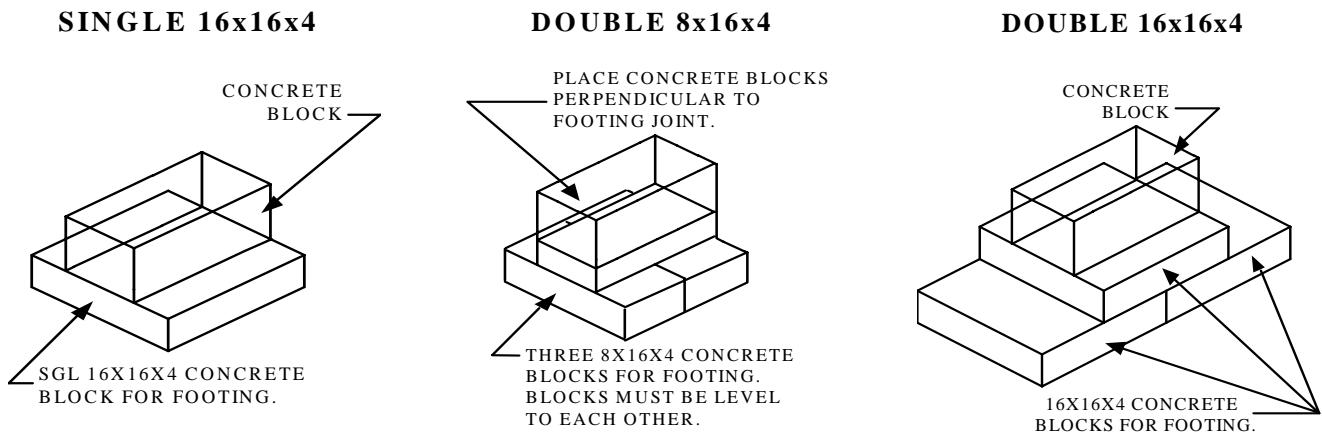 SINGLE 16x16x4
CONCRETE
BLOCK
SGL 16X16X4 CONCRETE
BLOCK FOR FOOTING.
DOUBLE 8x16x4
PLACE CONCRETE BLOCKS
PERPENDICULAR TO
FOOTING JOINT.
THREE 8X16X4 CONCRETE
BLOCKS FOR FOOTING.
BLOCKS MUST BE LEVEL
TO EACH OTHER.
DOUBLE 16x16x4
CONCRETE
BLOCK
16X16X4 CONCRETE
BLOCKS FOR FOOTING.